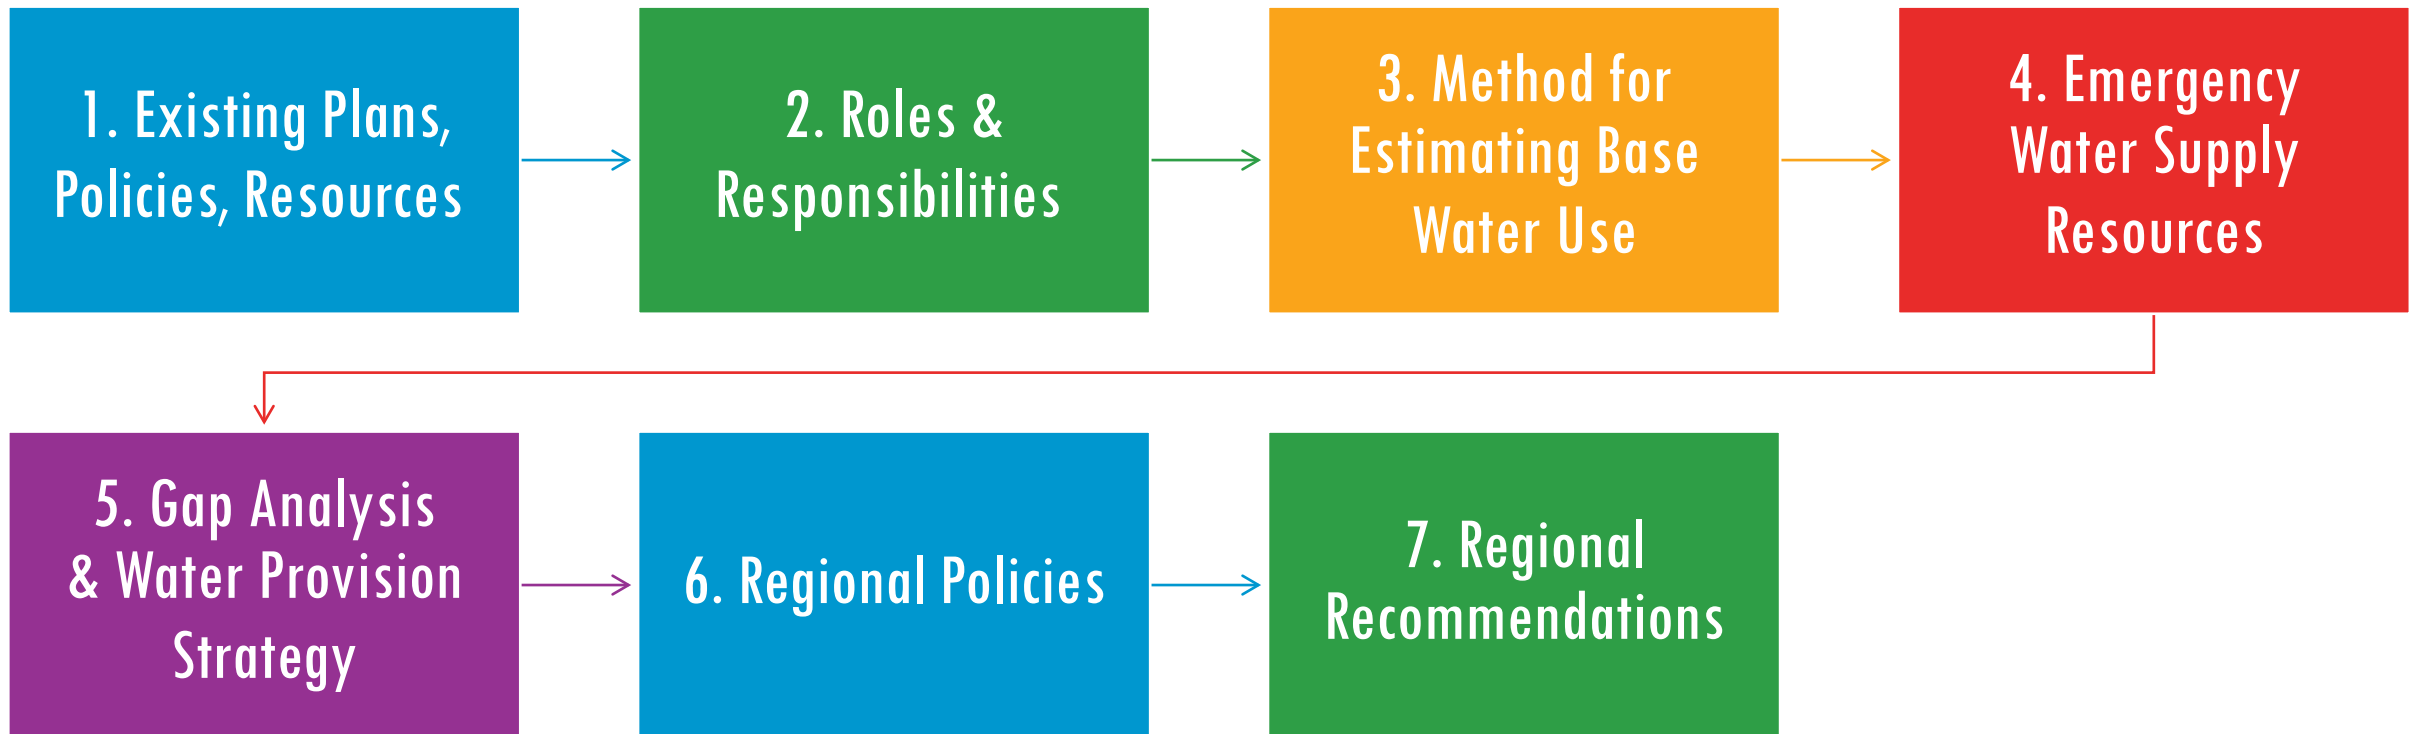 1. Existing Plans,
Policies, Resources
2. Roles &
Responsibilities
3. Method for
Estimating Base
Water Use
4. Emergency
Water Supply
Resources
5. Gap Analysis
& Water Provision
Strategy
6. Regional Policies
7. Regional
Recommendations